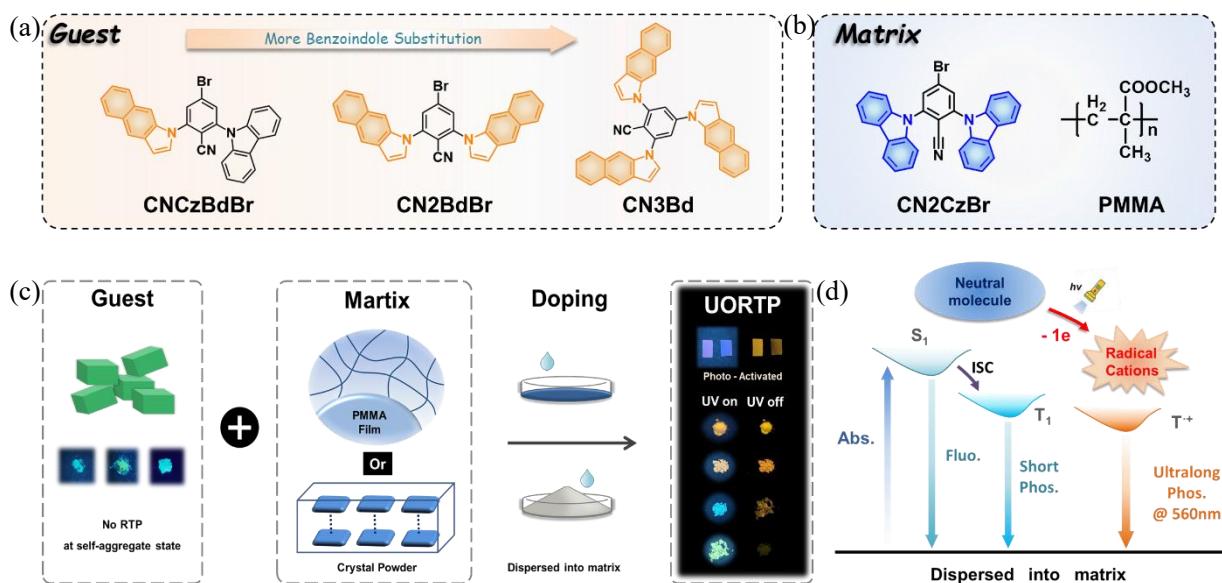 (a)
Guest
More Benzoindole Substitution
Br
N
CN
N
CNCzBdBr
Br
N
CN
N
CN2BdBr
N
CN
N
N
CN3Bd
(b)
Matrix
Br
N
N
N
CN2CzBr
COOCH3
H2
C
C
n
CH3
PMMA
(c)
Guest
No RTP
at self-aggregate state
Martix
PMMA
Film
Or
Crystal Powder
Doping
Dispersed into matrix
UORTP
Photo - Activated
UV on UV off
(d)
Neutral
molecule
hv
- 1e
Radical
Cations
S1
ISC
T1
T·+
Abs.
Fluo.
Short
Phos.
Ultralong
Phos.
@ 560nm
Dispersed into matrix